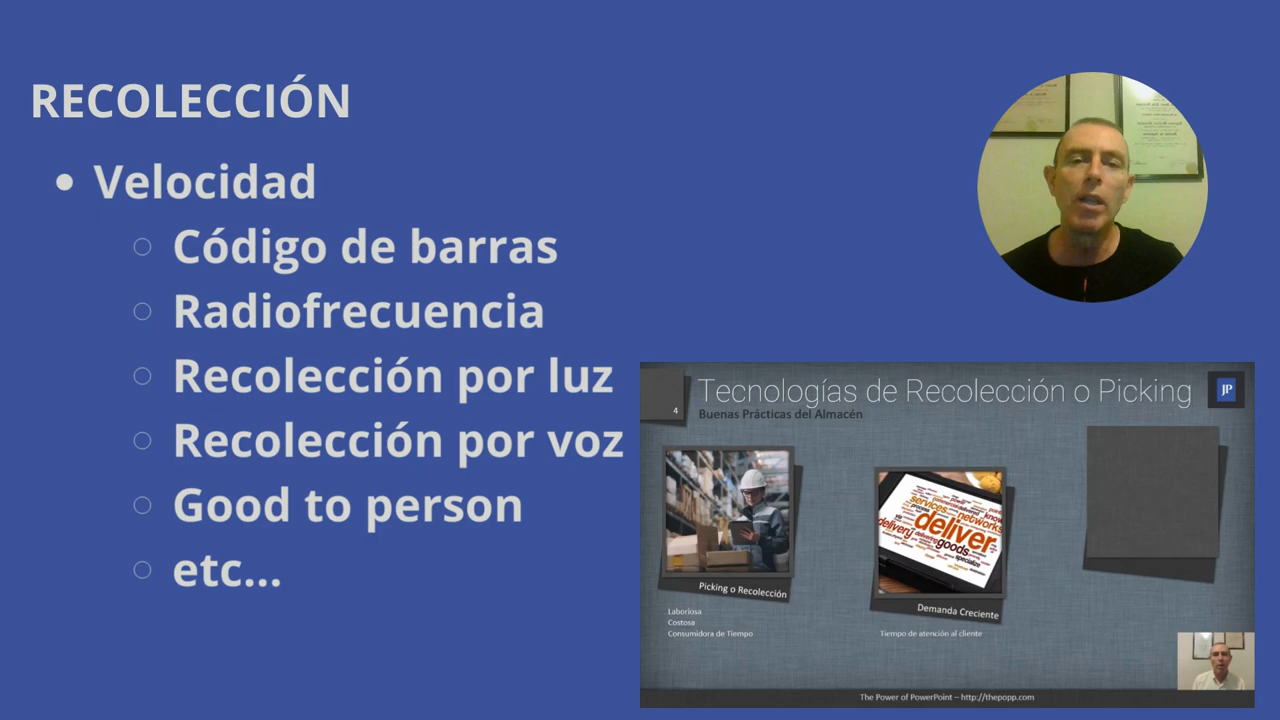 RECOLECCIÓN
Velocidad
Código de barras
Radiofrecuencia
Recolección por luz
Recolección por voz
Good to person
etc...
4
Tecnologías de Recolección o Picking
JP
Buenas Prácticas del Almacén
deliver
services
networks
delivery
goods
specialize
Picking o Recolección
Demanda Creciente
Laboriosa
Costosa
Consumidora de Tiempo
Tiempo de atención al cliente
The Power of PowerPoint – http://thepopp.com